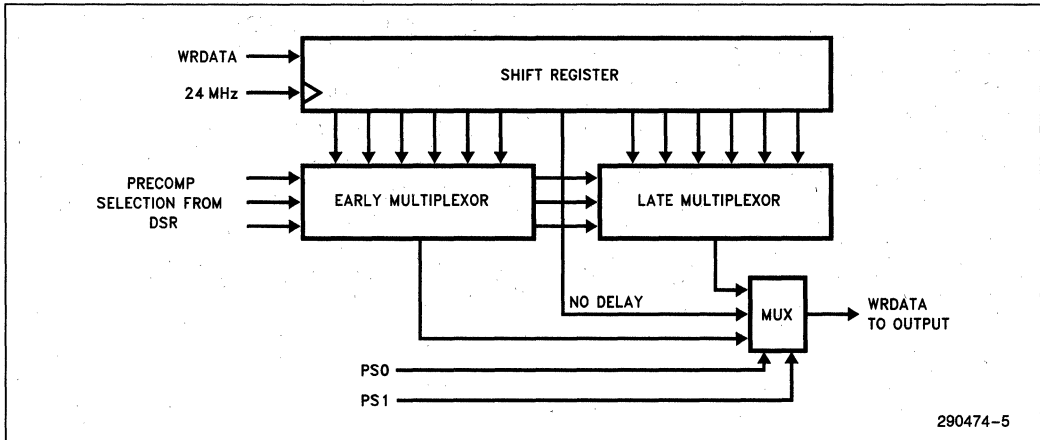 WRDATA
24 MHz
SHIFT REGISTER
PRECOMP
SELECTION FROM
DSR
EARLY MULTIPLEXOR
LATE MULTIPLEXOR
NO DELAY
MUX
WRDATA
TO OUTPUT
PS0
PS1
290474-5